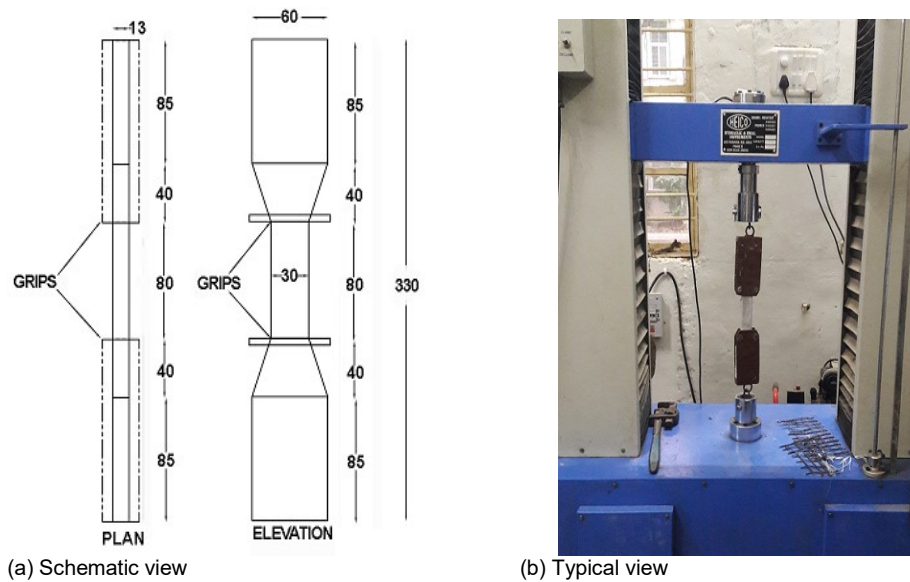 13
85
40
GRIPS
80
40
85
PLAN
60
85
40
GRIPS
30
80
330
40
85
ELEVATION
HEICO
(a) Schematic view
(b) Typical view